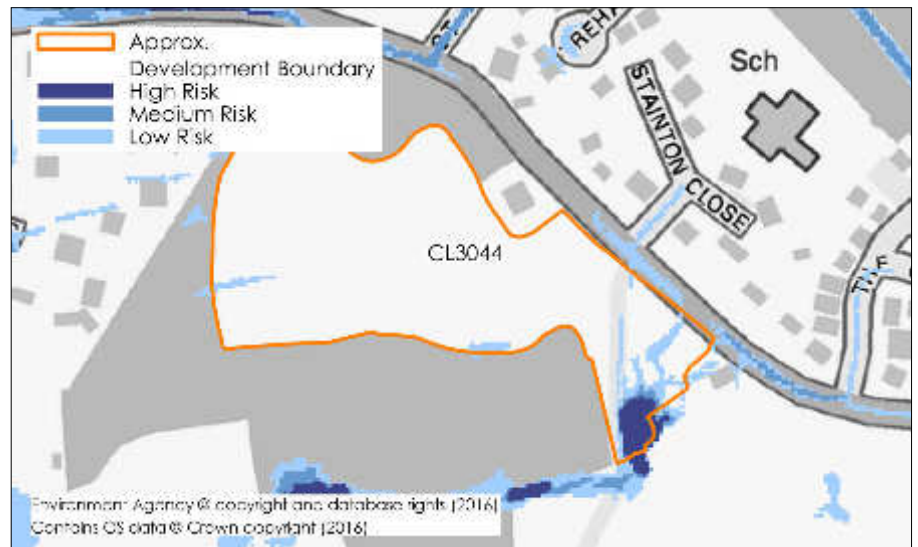 Approx.
Development Boundary
High Risk
Medium Risk
Low Risk
Sch
STAINTON CLOSE
CL3044
Environment Agency © copyright and database rights (2016)
Contains OS data © Crown copyright (2016)